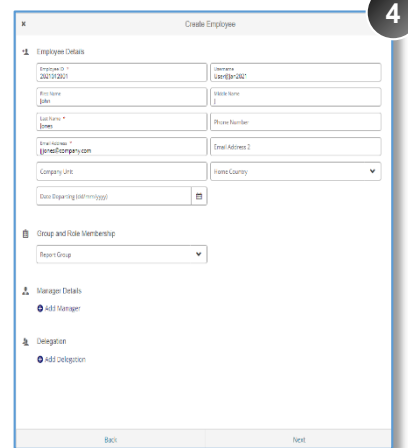 4
× Create Employee
Employee Details
Employee ID * Username
2021012021 UserJJan2021
First Name Middle Name
John J
Last Name * Phone Number
Jones
Email Address * Email Address 2
jjones@company.com
Company Unit Home Country
Date Departing (dd/mm/yyyy)
Group and Role Membership
Report Group
Manager Details
Add Manager
Delegation
Add Delegation
Back Next